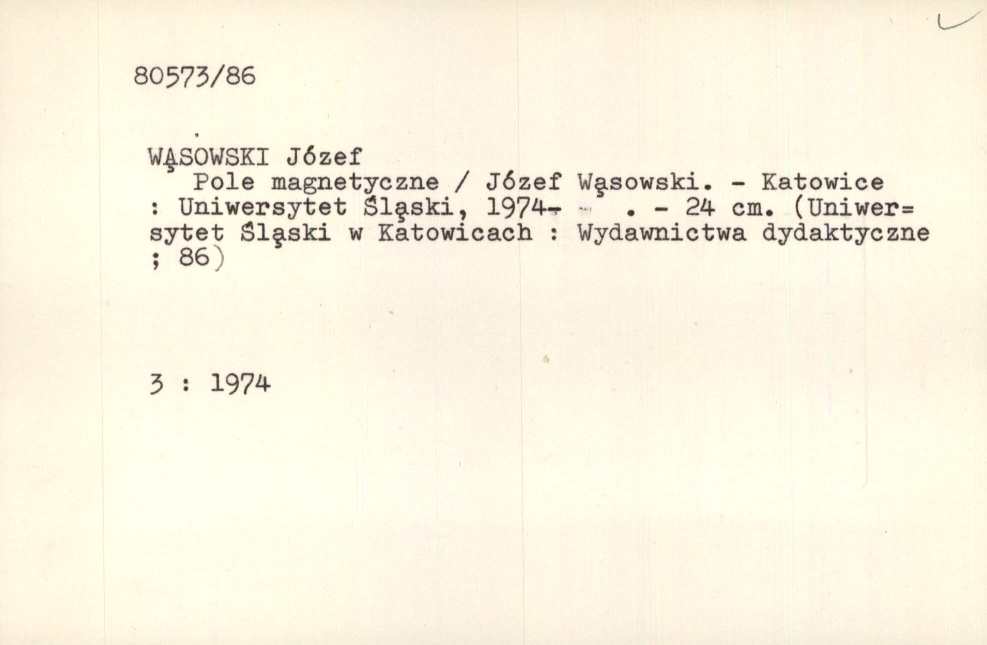 80573/86
WĄSOWSKI Józef
Pole magnetyczne / Józef Wąsowski. - Katowice
: Uniwersytet Śląski, 1974-   . - 24 cm. (Uniwer=
sytet Śląski w Katowicach : Wydawnictwa dydaktyczne
; 86)
3 : 1974